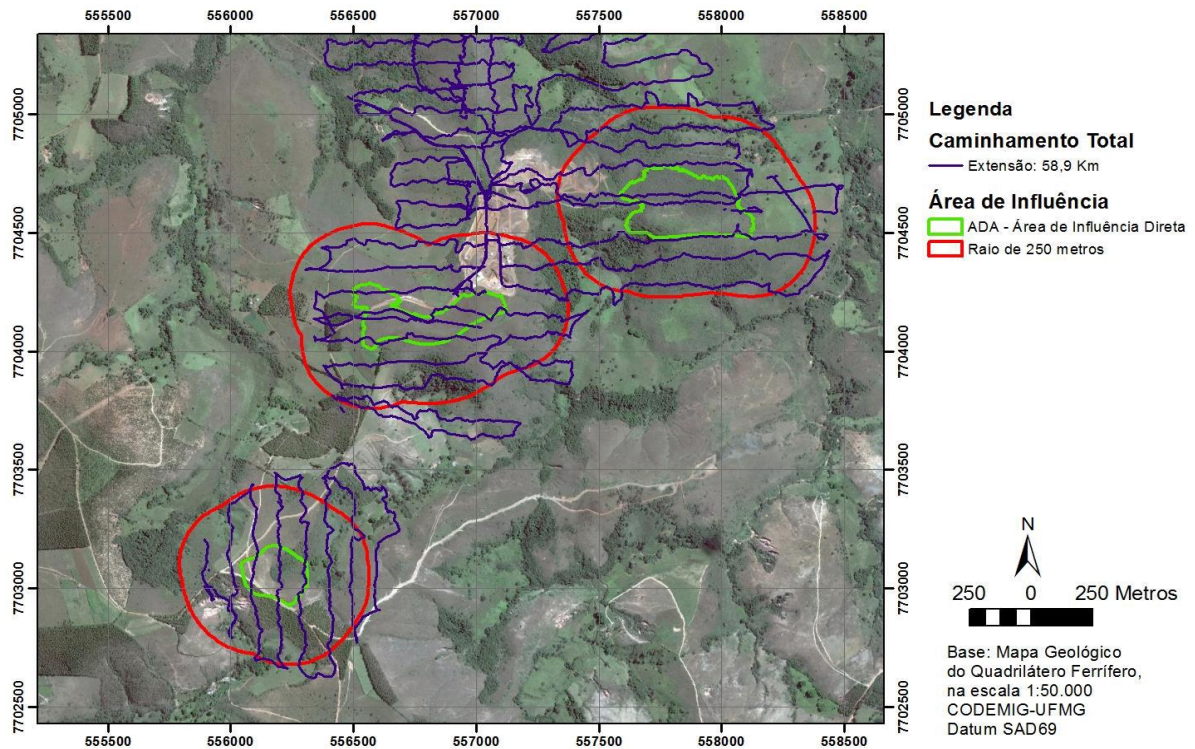 555500 556000 556500 557000 557500 558000 558500
7705000
7704500
7704000
7703500
7703000
7702500
7705000
7704500
7704000
7703500
7703000
7702500
555500 556000 556500 557000 557500 558000 558500
Legenda
Caminhamento Total
Extensão: 58,9 Km
Área de Influência
ADA - Área de Influência Direta
Raio de 250 metros
N
250 0 250 Metros
Base: Mapa Geológico
do Quadrilátero Ferrífero,
na escala 1:50.000
CODEMIG-UFMG
Datum SAD69